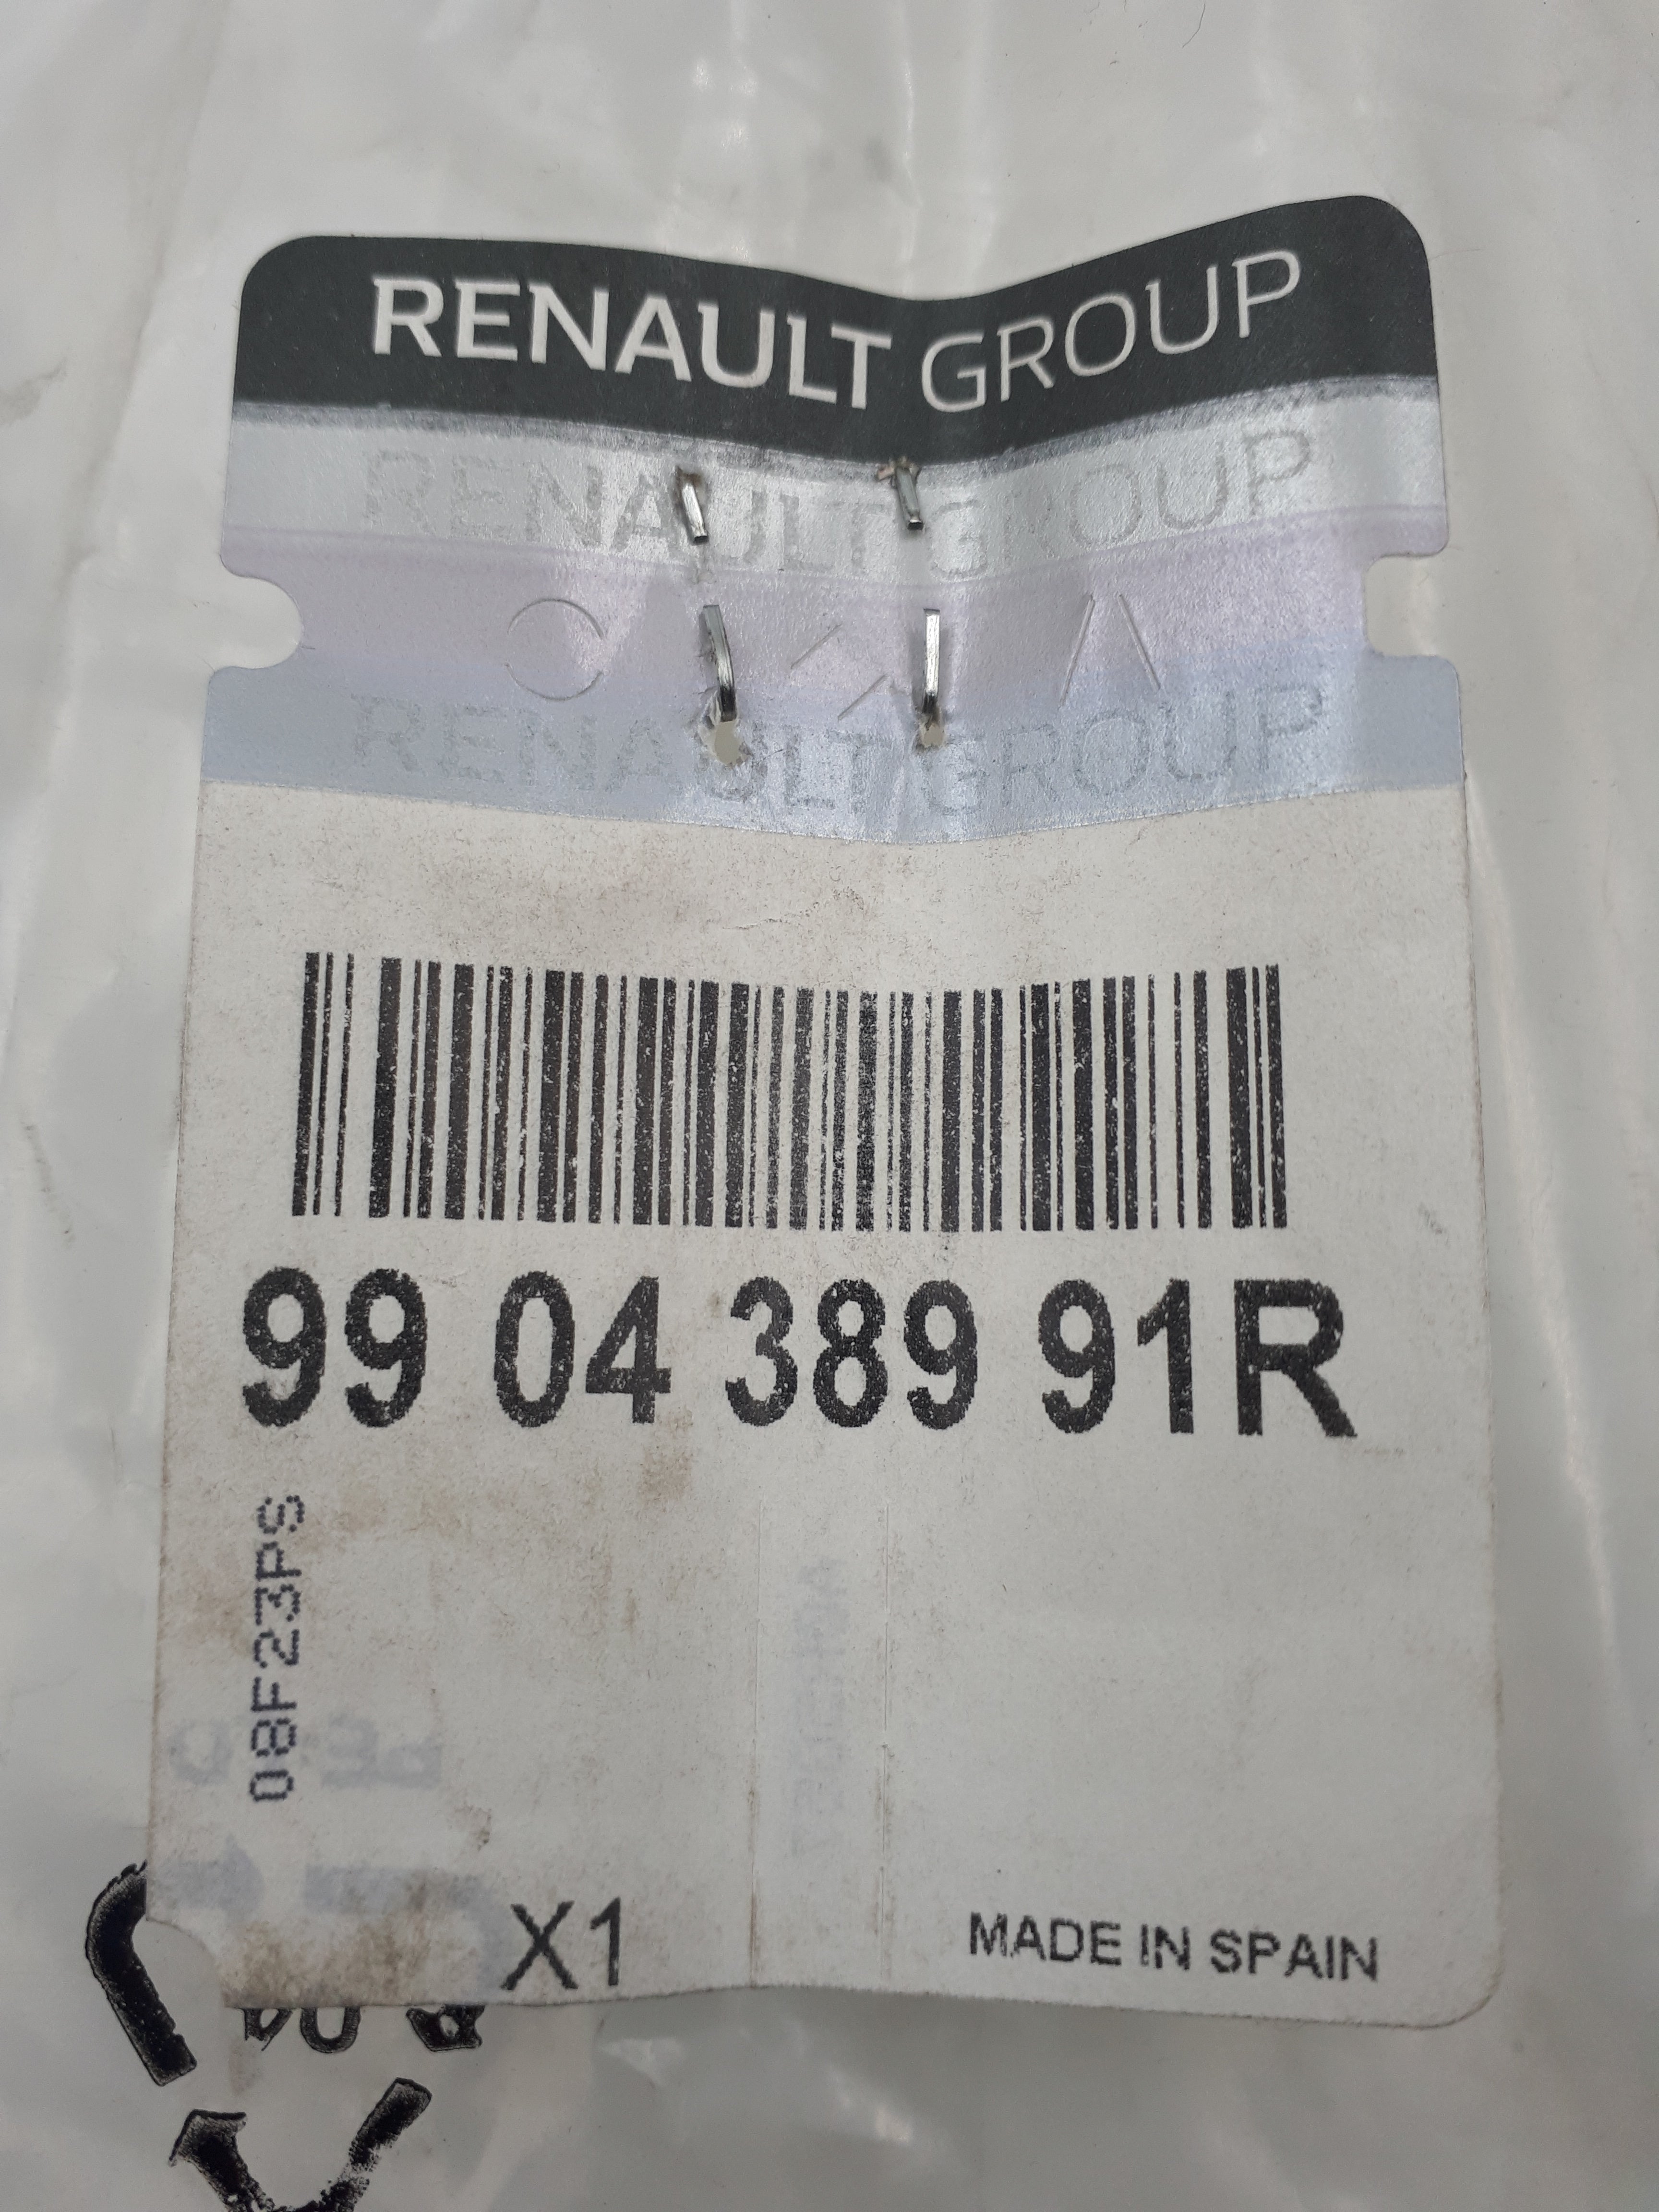 RENAULT GROUP
RENAULT GROUP
RENAULT GROUP
99 04 389 91R
08F23PS
X1
MADE IN SPAIN